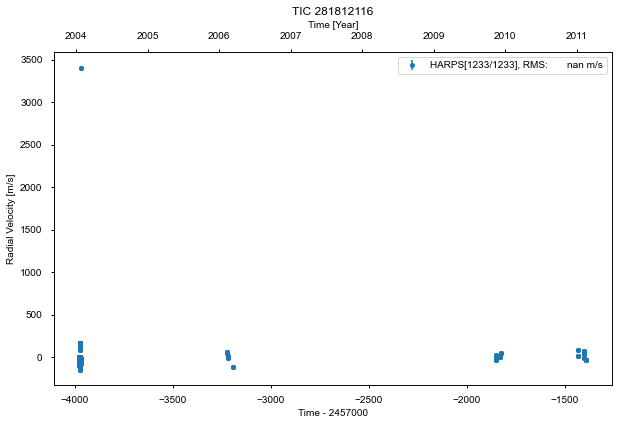 TIC 281812116
Time [Year]
2004 2005 2006 2007 2008 2009 2010 2011
HARPS[1233/1233], RMS: nan m/s
3500
3000
2500
2000
1500
1000
500
0
Radial Velocity [m/s]
−4000 −3500 −3000 −2500 −2000 −1500
Time - 2457000